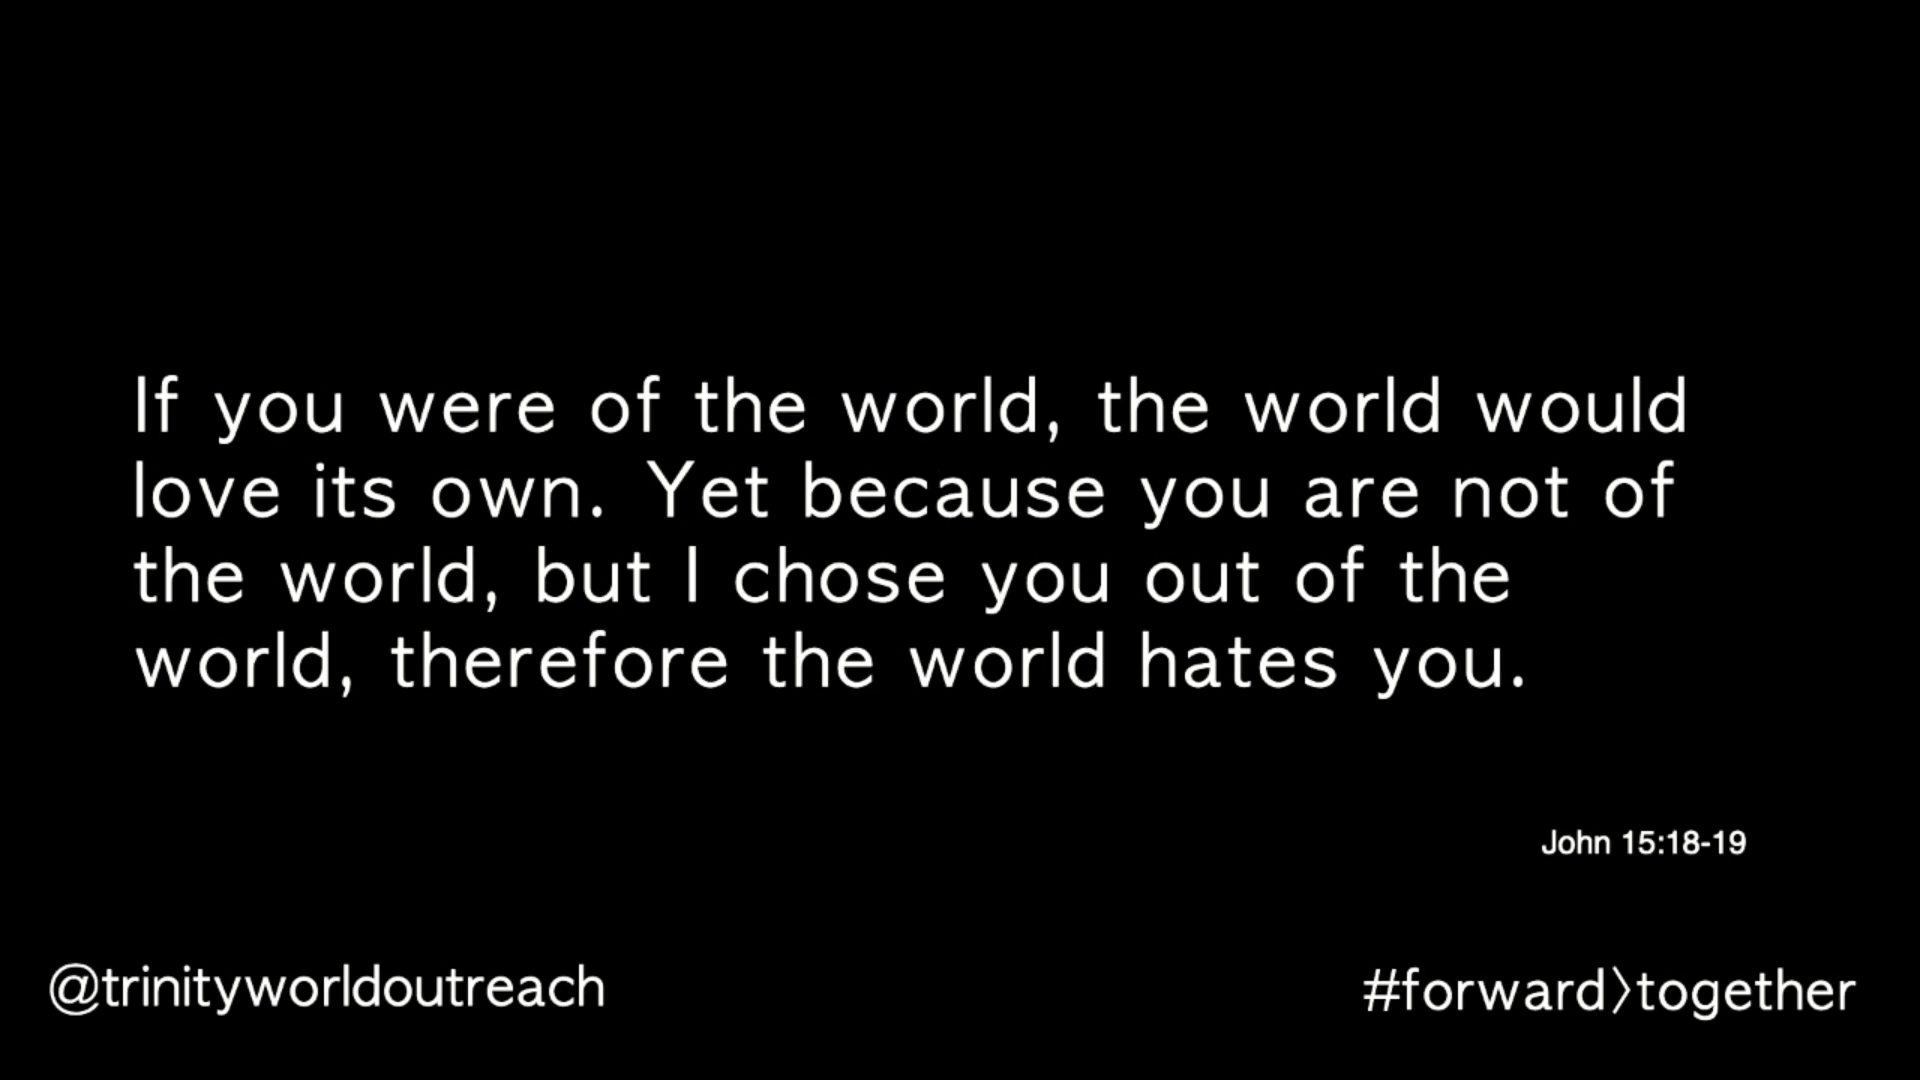 If you were of the world, the world would
love its own. Yet because you are not of
the world, but I chose you out of the
world, therefore the world hates you.
John 15:18-19
@trinityworldoutreach
#forward〉together